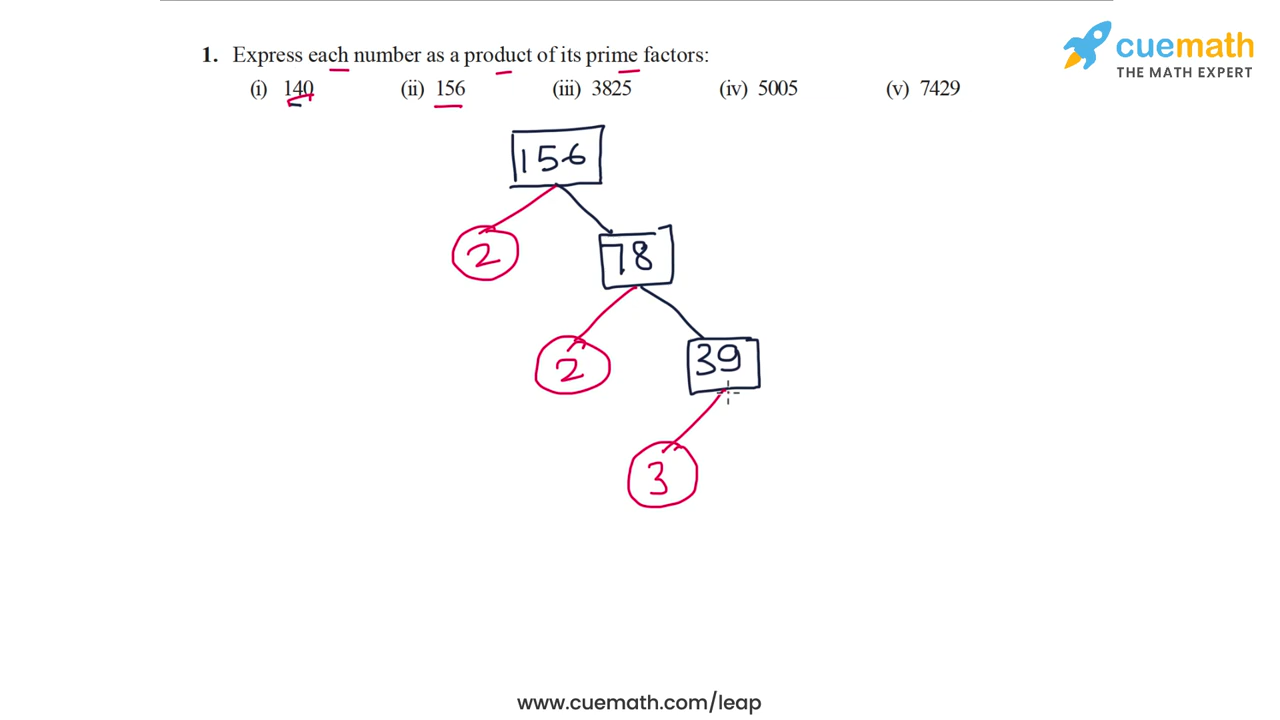 cuemath
THE MATH EXPERT
1. Express each number as a product of its prime factors:
(i) 140 (ii) 156 (iii) 3825 (iv) 5005 (v) 7429
156
2 78
2 39
3
www.cuemath.com/leap